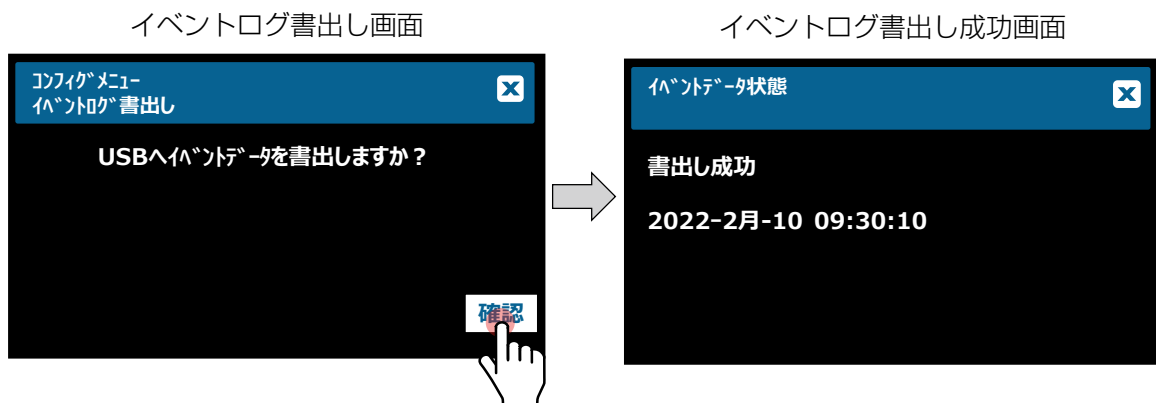 イベントログ書出し画面
ｺﾝﾌｨｸﾞﾒﾆｭｰ
ｲﾍﾞﾝﾄﾛｸﾞ書出し
USBへｲﾍﾞﾝﾄﾃﾞｰﾀを書出しますか？
確認
イベントログ書出し成功画面
ｲﾍﾞﾝﾄﾃﾞｰﾀ状態
書出し成功
2022-2月-10 09:30:10